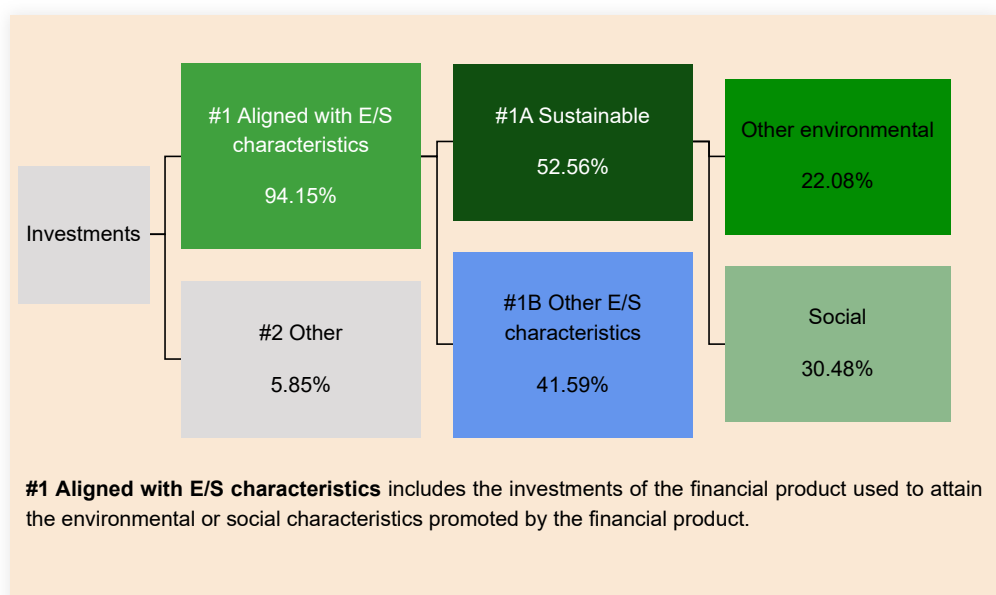 Investments
#1 Aligned with E/S
characteristics
94.15%
#2 Other
5.85%
#1A Sustainable
52.56%
#1B Other E/S
characteristics
41.59%
Other environmental
22.08%
Social
30.48%
#1 Aligned with E/S characteristics includes the investments of the financial product used to attain
the environmental or social characteristics promoted by the financial product.